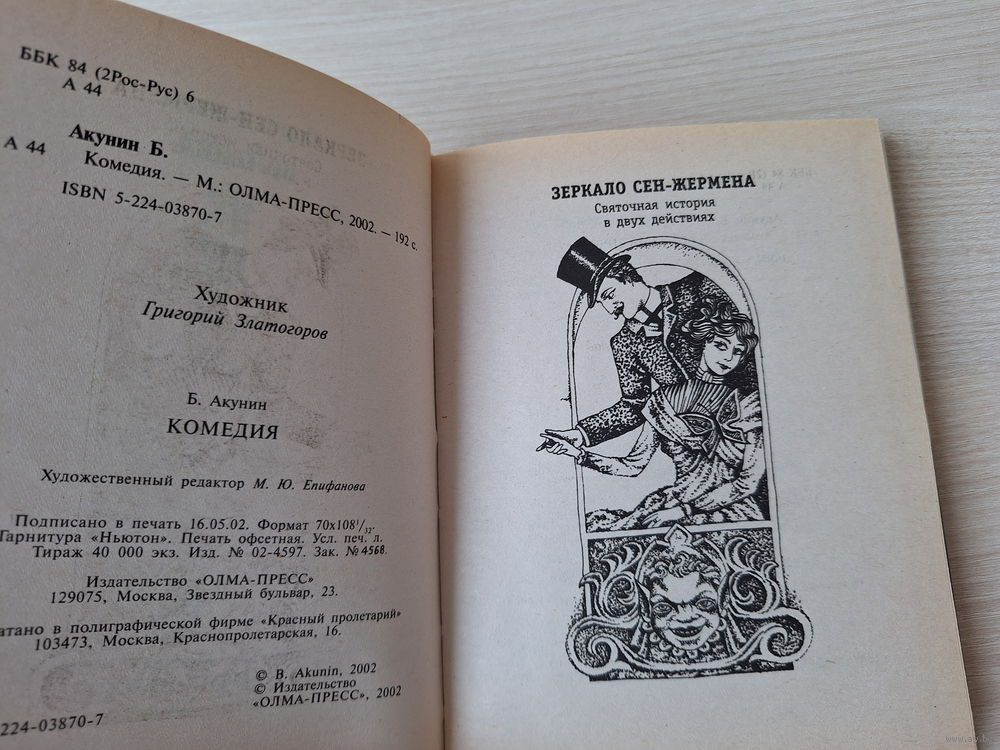 ББК 84 (2Рос-Рус) 6
А 44
Акунин Б.
А 44 Комедия. — М.: ОЛМА-ПРЕСС, 2002. — 192 с.
ISBN 5-224-03870-7
Художник
Григорий Златогоров
Б. Акунин
КОМЕДИЯ
Художественный редактор М. Ю. Епифанова
Подписано в печать 16.05.02. Формат 70х108¹/₃₂.
Гарнитура «Ньютон». Печать офсетная. Усл. печ. л.
Тираж 40 000 экз. Изд. № 02-4597. Зак. №4568.
Издательство «ОЛМА-ПРЕСС»
129075, Москва, Звездный бульвар, 23.
атано в полиграфической фирме «Красный пролетарий»
103473, Москва, Краснопролетарская, 16.
© B. Akunin, 2002
© Издательство
«ОЛМА-ПРЕСС», 2002
224-03870-7
ЗЕРКАЛО СЕН-ЖЕРМЕНА
Святочная история
в двух действиях